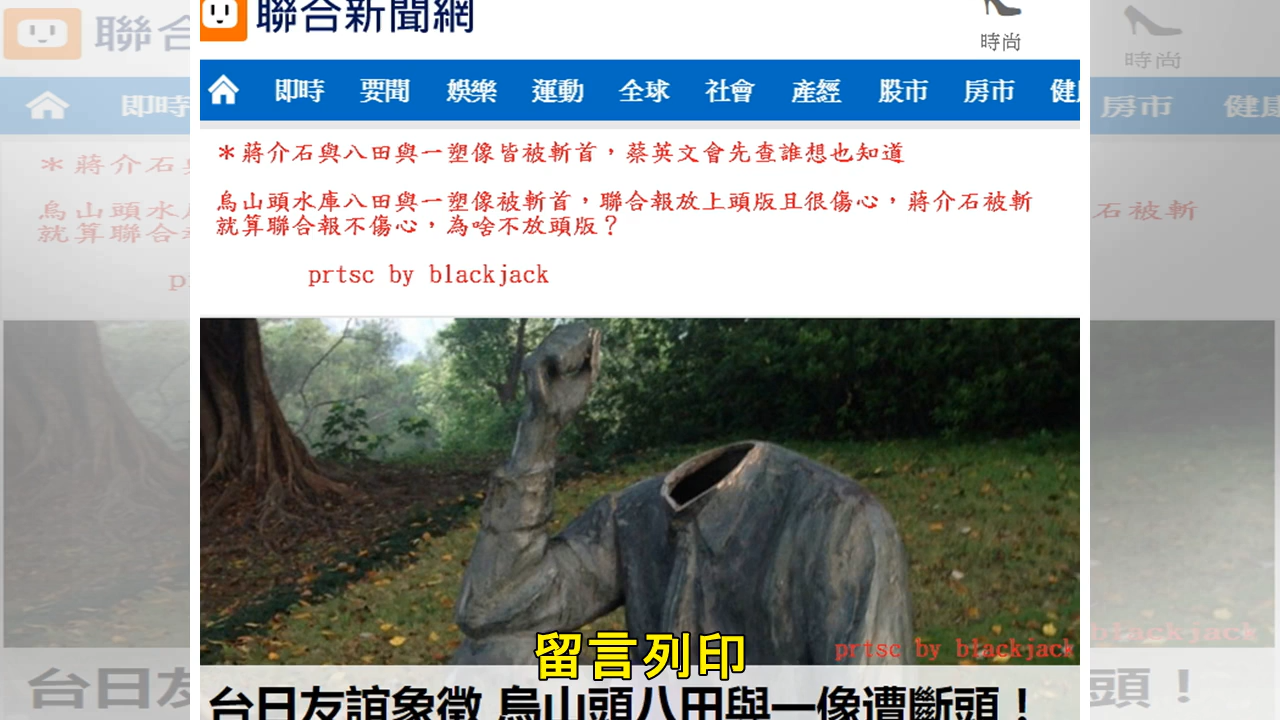 聯合新聞網
時尚
即時 要聞 娛樂 運動 全球 社會 產經 股市 房市 健
＊蔣介石與八田與一塑像皆被斬首，蔡英文會先查誰想也知道
烏山頭水庫八田與一塑像被斬首，聯合報放上頭版且很傷心，蔣介石被斬
就算聯合報不傷心，為啥不放頭版？
prtsc by blackjack
prtsc by blackjack
留言列印
台日友誼象徵 烏山頭八田與一像遭斷頭！